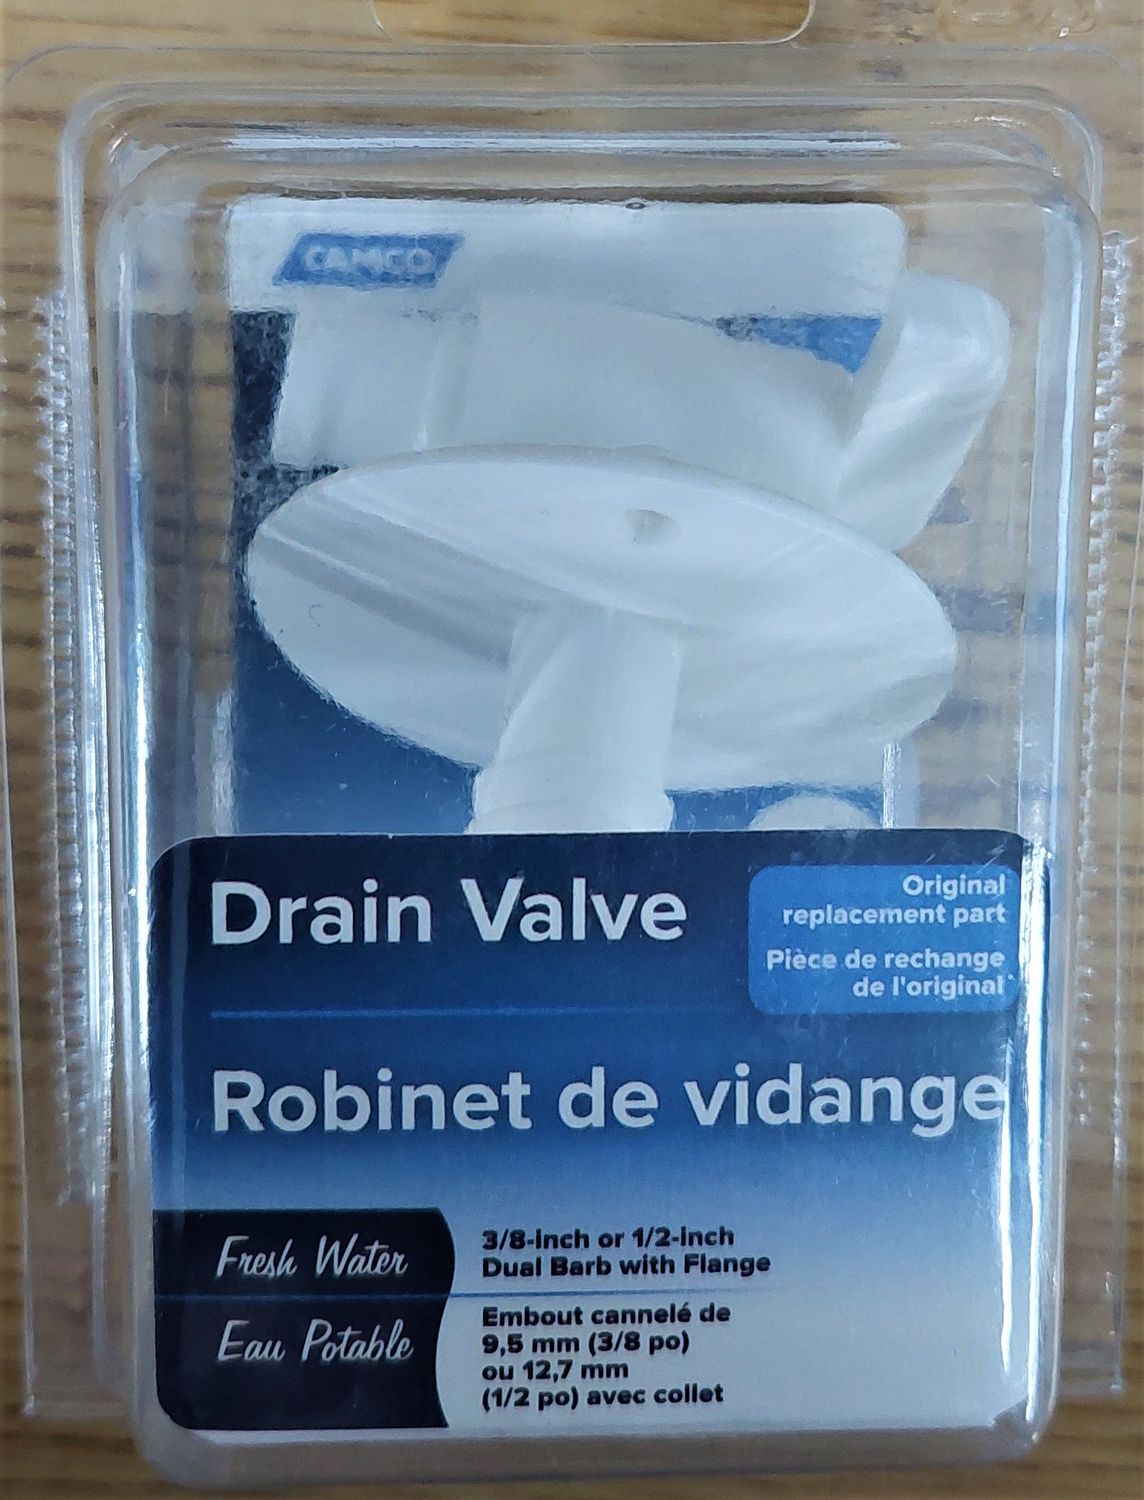 CAMCO
Drain Valve
Original
replacement part
Pièce de rechange
de l'original
Robinet de vidange
Fresh Water
3/8-inch or 1/2-inch
Dual Barb with Flange
Eau Potable
Embout cannelé de
9,5 mm (3/8 po)
ou 12,7 mm
(1/2 po) avec collet